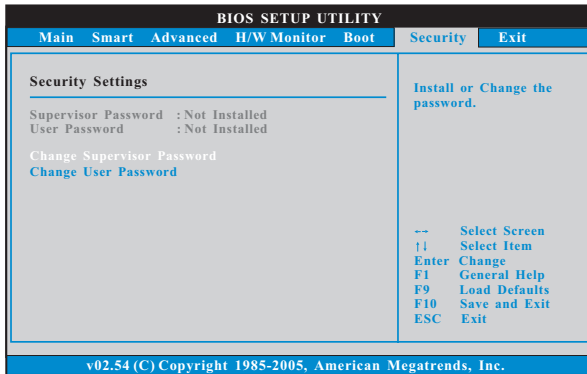 BIOS SETUP UTILITY
Main Smart Advanced H/W Monitor Boot Security Exit
Security Settings
Supervisor Password : Not Installed
User Password : Not Installed
Change Supervisor Password
Change User Password
Install or Change the
password.
←→ Select Screen
↑↓ Select Item
Enter Change
F1 General Help
F9 Load Defaults
F10 Save and Exit
ESC Exit
v02.54 (C) Copyright 1985-2005, American Megatrends, Inc.